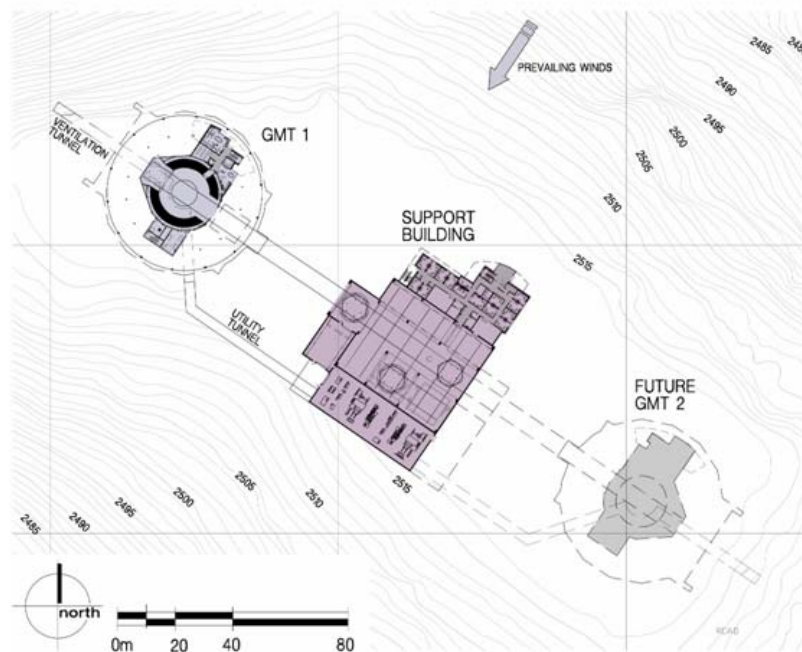 PREVAILING WINDS
2485
248
2490
2495
2500
2505
2510
2515
GMT 1
VENTILATION
TUNNEL
SUPPORT
BUILDING
UTILITY
TUNNEL
FUTURE
GMT 2
2515
2510
2505
2500
2495
2490
2485
north
0m 20 40 80